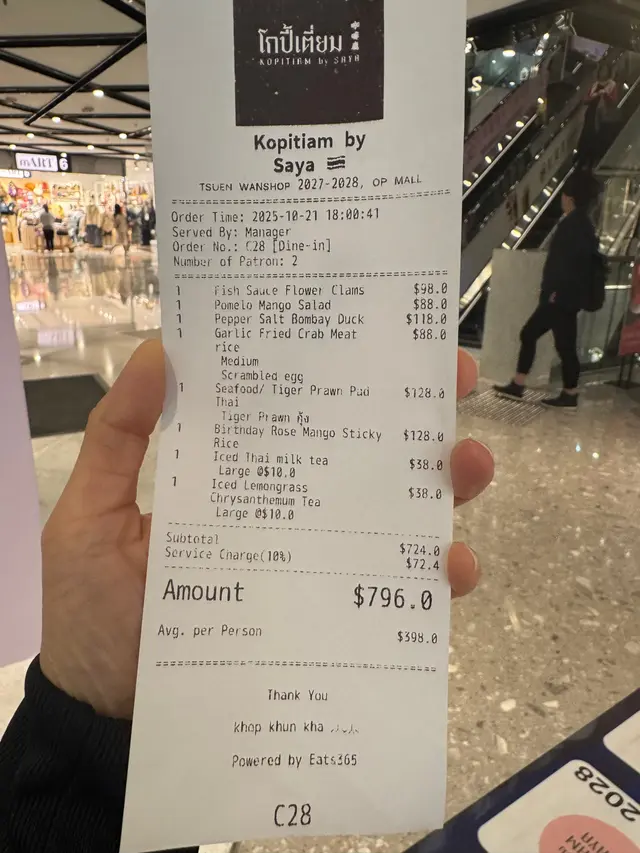 โกปี้เตี่ยม
KOPITIAM by SAYA
Kopitiam by
Saya
TSUEN WANSHOP 2027-2028, OP MALL
Order Time: 2025-10-21 18:00:41
Served By: Manager
Order No.: C28 [Dine-in]
Number of Patron: 2
1 Fish Sauce Flower Clams $98.0
1 Pomelo Mango Salad $88.0
1 Pepper Salt Bombay Duck $118.0
1 Garlic Fried Crab Meat $88.0
rice
Medium
Scrambled egg
1 Seafood/ Tiger Prawn Pad $128.0
Thai
Tiger Prawn กุ้ง
1 Birthday Rose Mango Sticky $128.0
Rice
1 Iced Thai milk tea $38.0
Large @$10.0
1 Iced Lemongrass $38.0
Chrysanthemum Tea
Large @$10.0
Subtotal $724.0
Service Charge(10%) $72.4
Amount $796.0
Avg. per Person $398.0
Thank You
khop khun kha
Powered by Eats365
C28
mART 6
2028